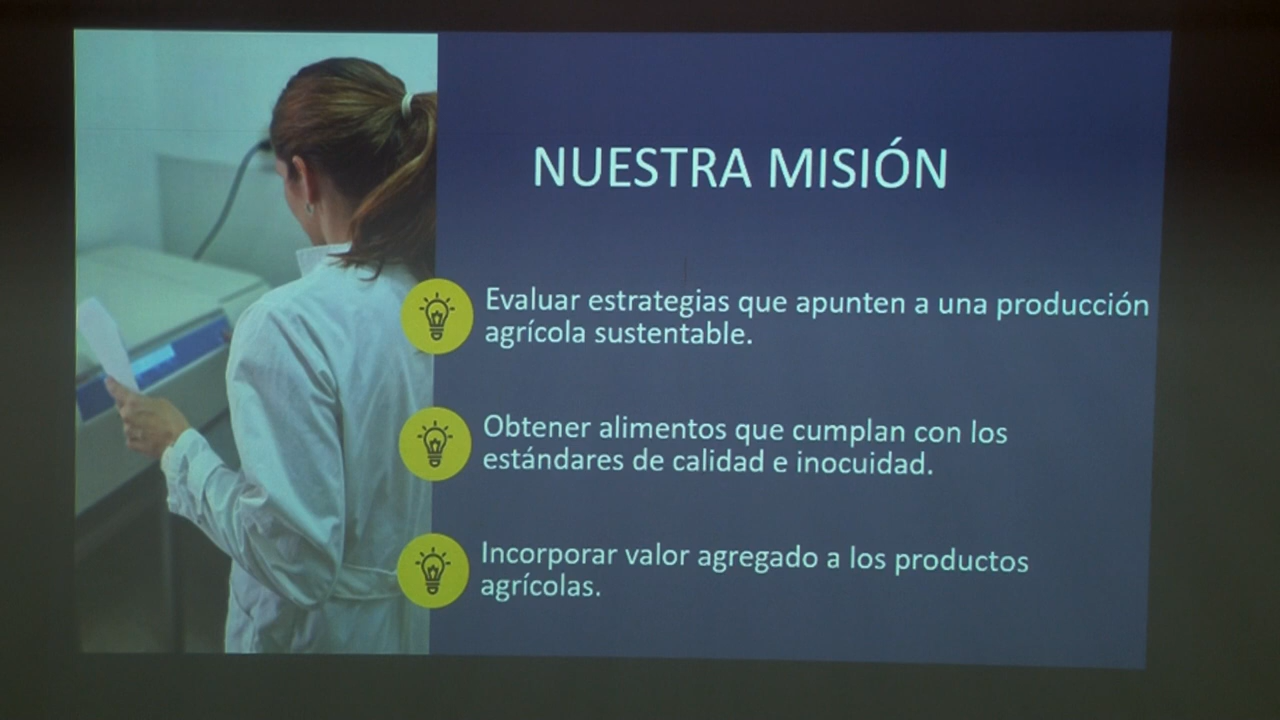 NUESTRA MISIÓN
Evaluar estrategias que apunten a una producción
agrícola sustentable.
Obtener alimentos que cumplan con los
estándares de calidad e inocuidad.
Incorporar valor agregado a los productos
agrícolas.